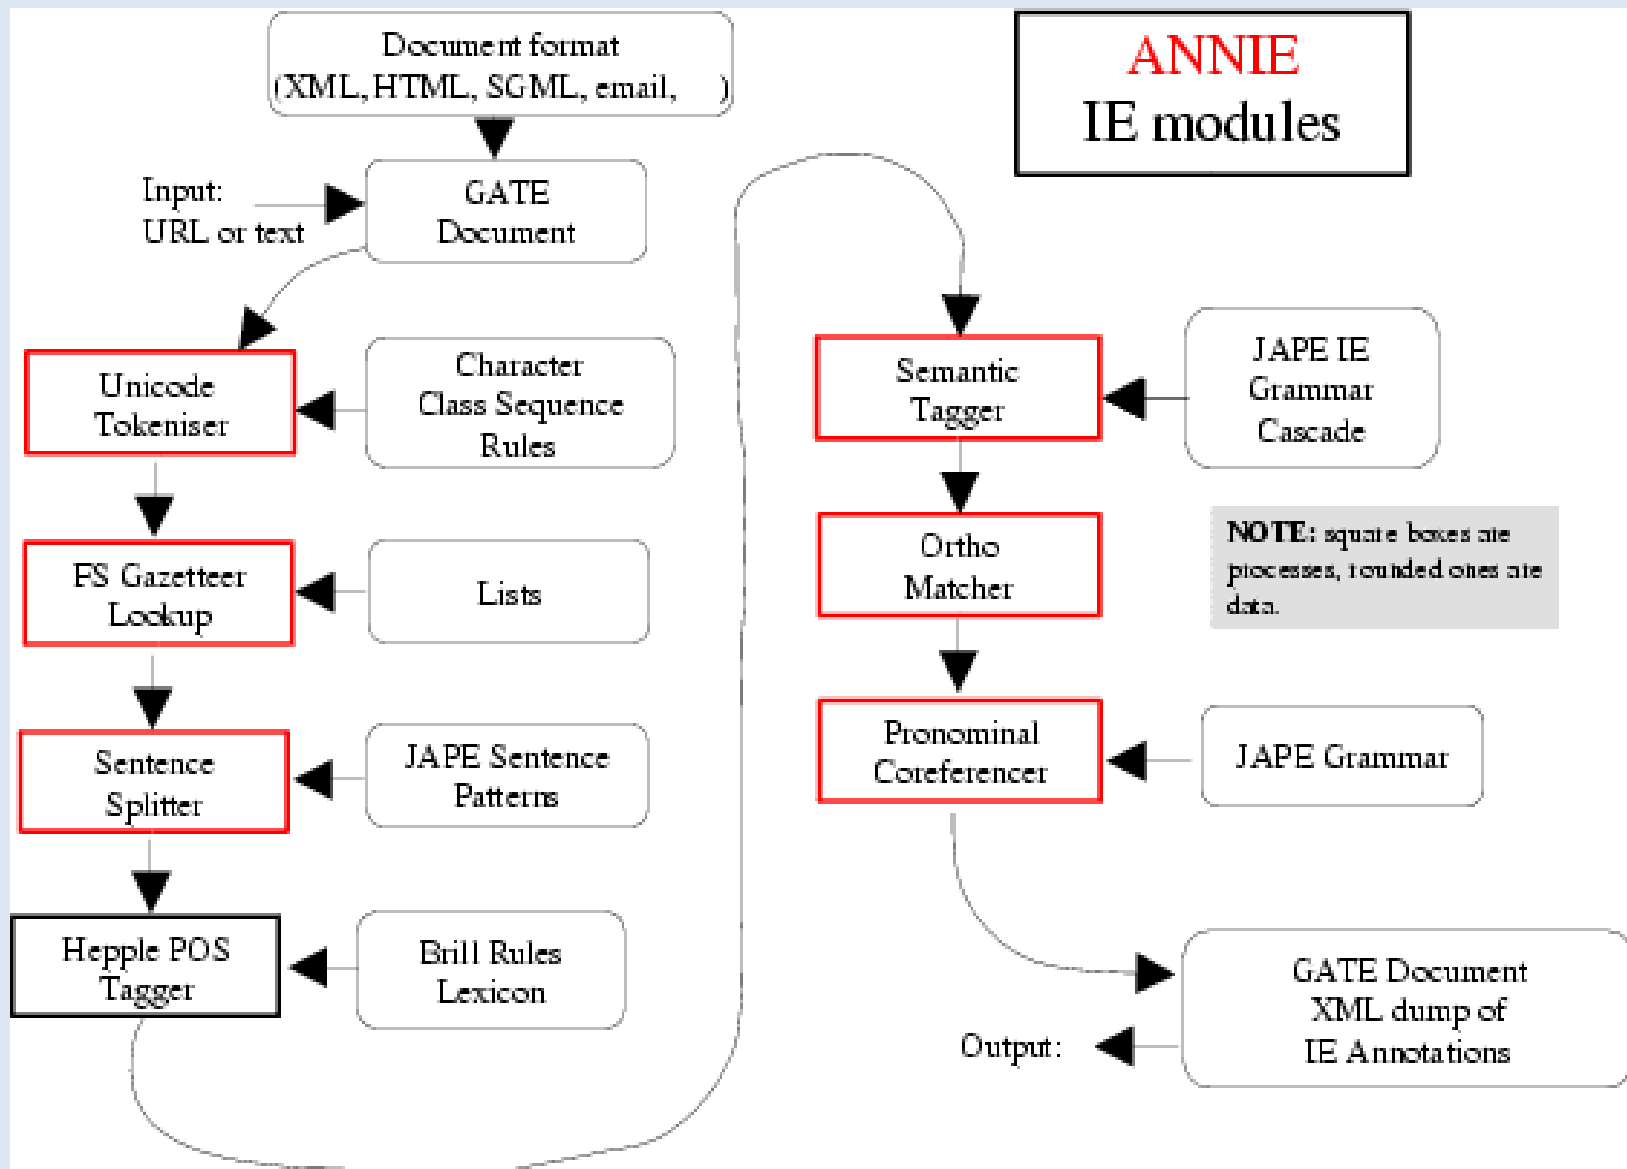 Document format
(XML, HTML, SGML, email, )
ANNIE
IE modules
Input:
URL or text
GATE
Document
Unicode
Tokeniser
Character
Class Sequence
Rules
FS Gazetteer
Lookup
Lists
Sentence
Splitter
JAPE Sentence
Patterns
Hepple POS
Tagger
Brill Rules
Lexicon
Semantic
Tagger
JAPE IE
Grammar
Cascade
Ortho
Matcher
NOTE: square boxes are
processes, rounded ones are
data.
Pronominal
Coreferencer
JAPE Grammar
GATE Document
XML dump of
IE Annotations
Output: